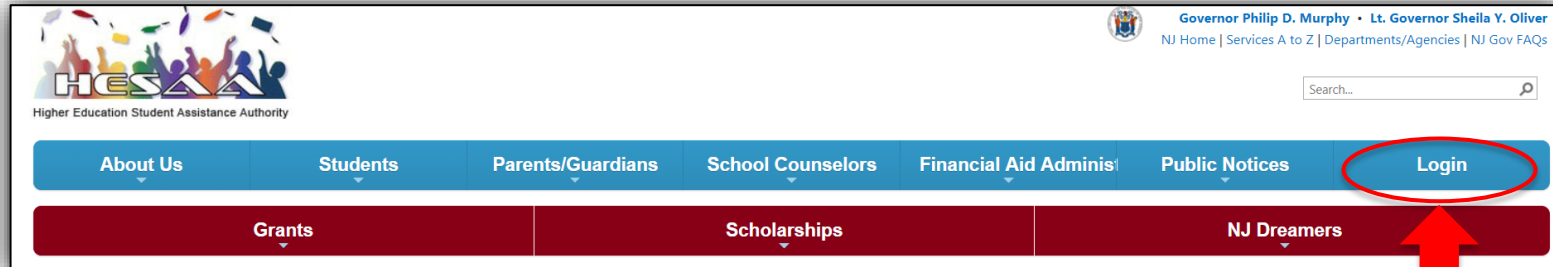 Governor Philip D. Murphy • Lt. Governor Sheila Y. Oliver
NJ Home | Services A to Z | Departments/Agencies | NJ Gov FAQs
HESAA
Higher Education Student Assistance Authority
Search...
About Us Students Parents/Guardians School Counselors Financial Aid Adminis Public Notices Login
Grants Scholarships NJ Dreamers